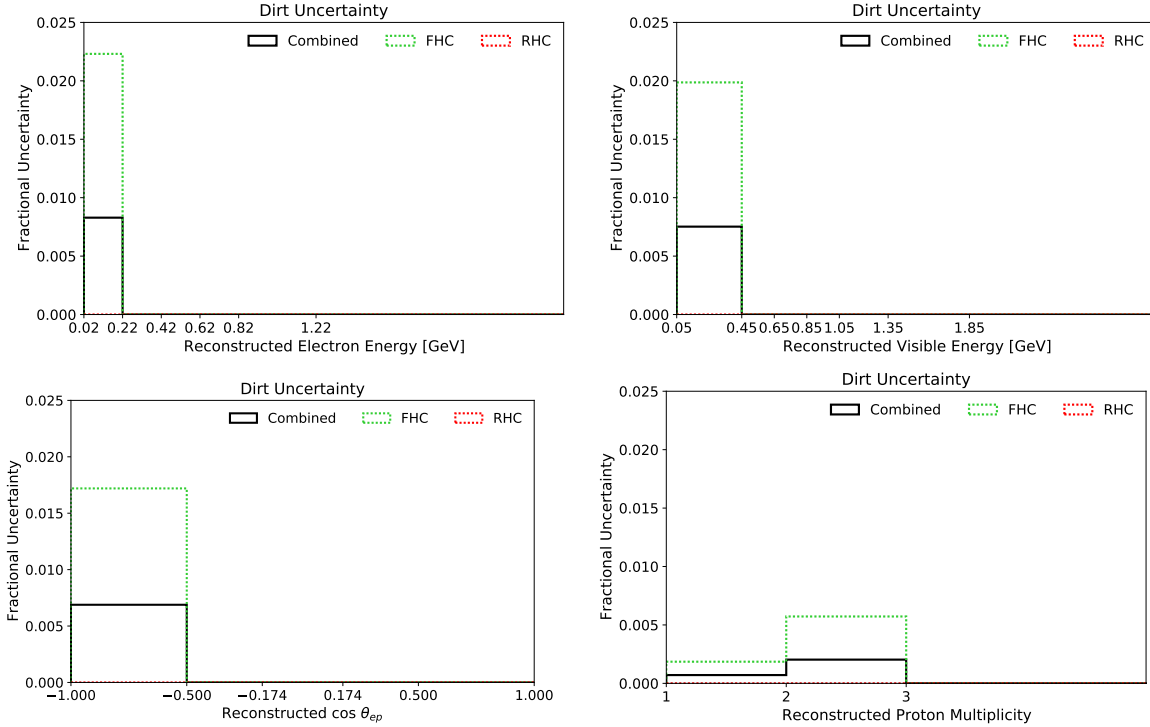 Dirt Uncertainty
Combined FHC RHC
Fractional Uncertainty
0.025
0.020
0.015
0.010
0.005
0.000
0.02 0.22 0.42 0.62 0.82 1.22
Reconstructed Electron Energy [GeV]
Dirt Uncertainty
Combined FHC RHC
Fractional Uncertainty
0.025
0.020
0.015
0.010
0.005
0.000
0.05 0.45 0.65 0.85 1.05 1.35 1.85
Reconstructed Visible Energy [GeV]
Dirt Uncertainty
Combined FHC RHC
Fractional Uncertainty
0.025
0.020
0.015
0.010
0.005
0.000
−1.000 −0.500 −0.174 0.174 0.500 1.000
Reconstructed cos θep
Dirt Uncertainty
Combined FHC RHC
Fractional Uncertainty
0.025
0.020
0.015
0.010
0.005
0.000
1 2 3
Reconstructed Proton Multiplicity